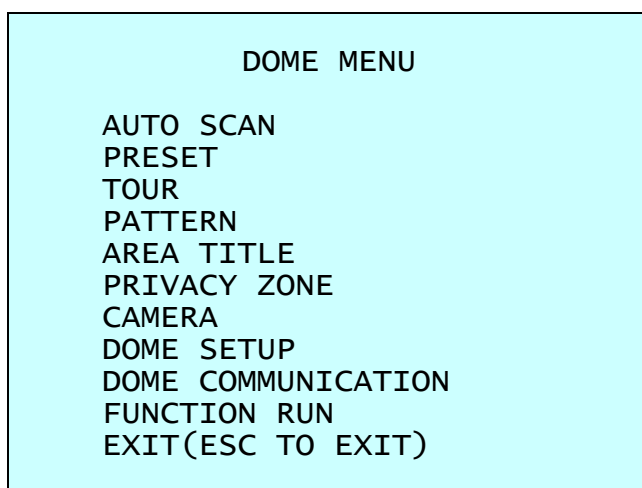 DOME MENU
AUTO SCAN
PRESET
TOUR
PATTERN
AREA TITLE
PRIVACY ZONE
CAMERA
DOME SETUP
DOME COMMUNICATION
FUNCTION RUN
EXIT(ESC TO EXIT)